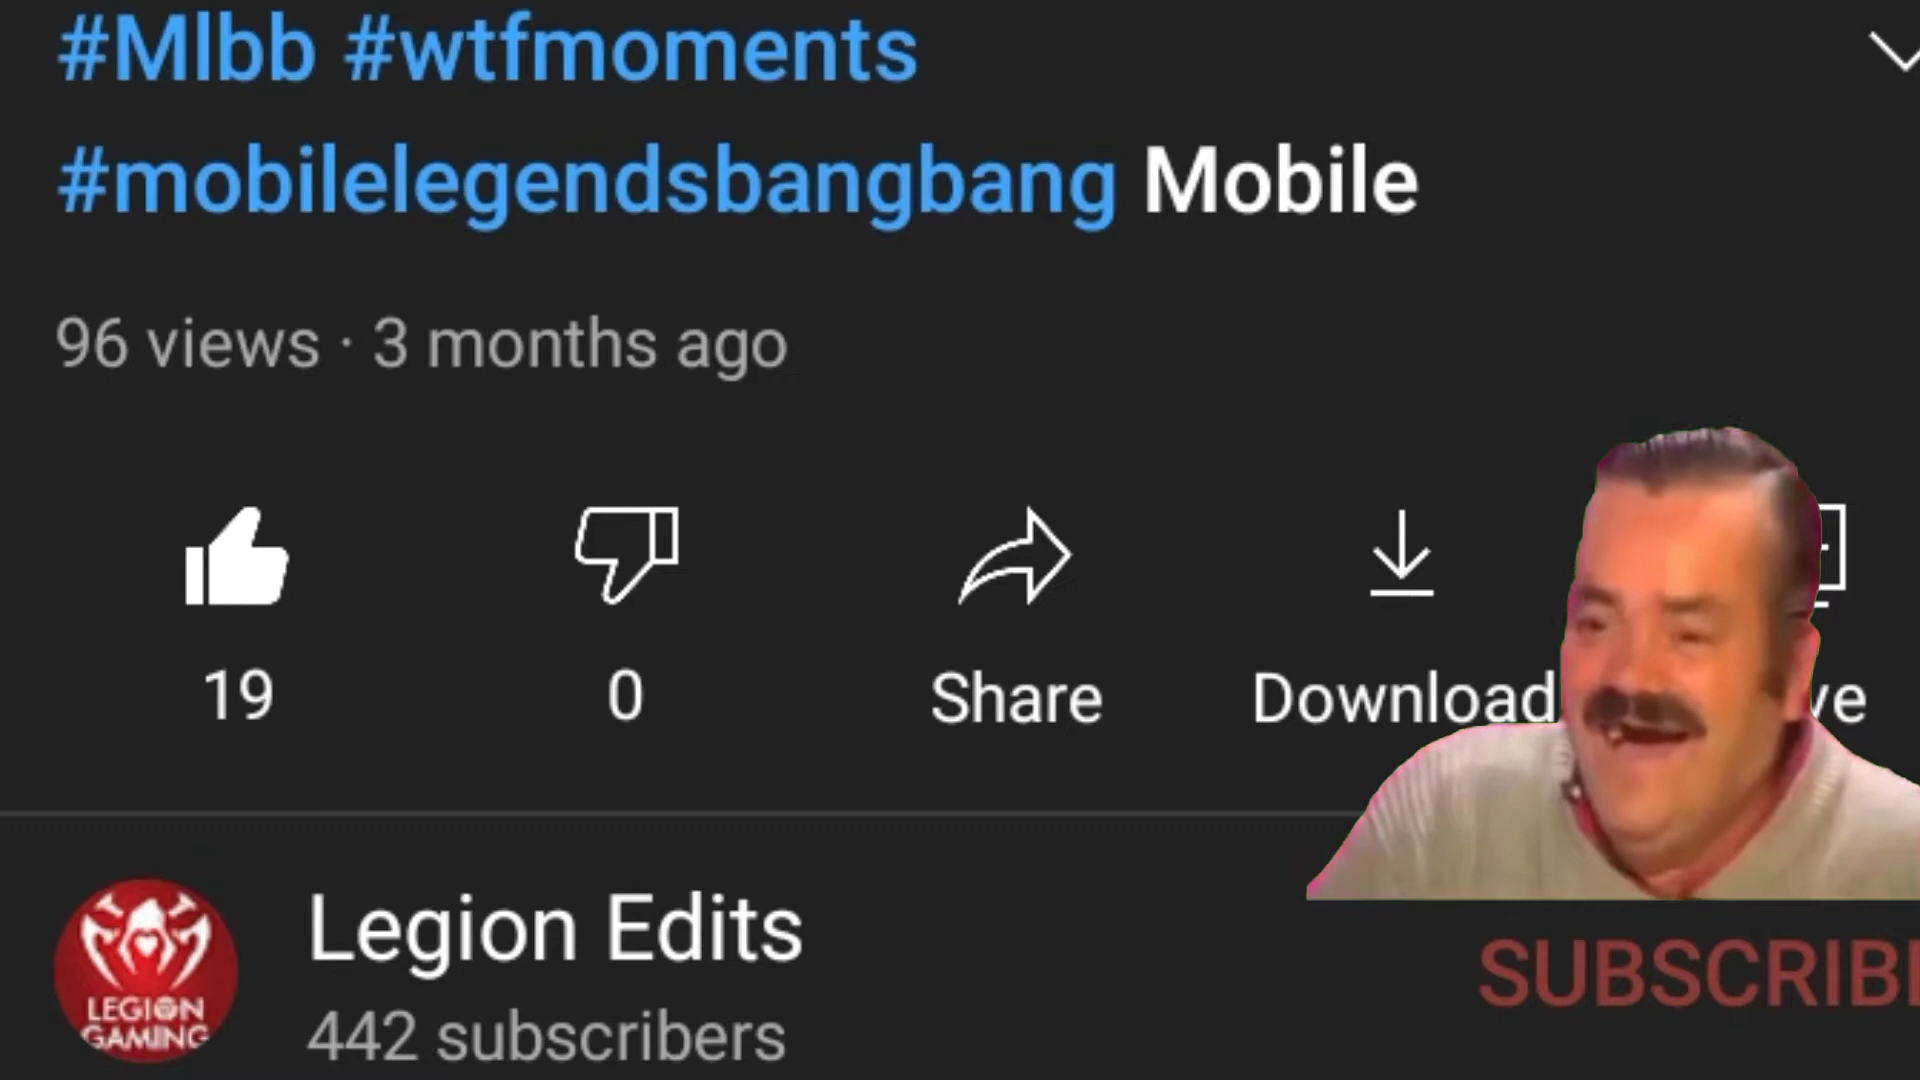 #Mlbb #wtfmoments
#mobilelegendsbangbang Mobile
96 views · 3 months ago
19 0 Share Download
Legion Edits
442 subscribers
LEGION
GAMING